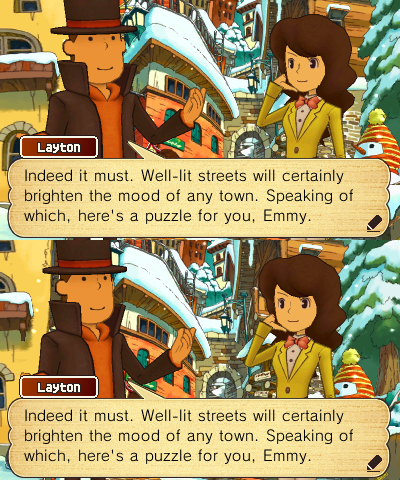 Layton
Indeed it must. Well-lit streets will certainly
brighten the mood of any town. Speaking of
which, here's a puzzle for you, Emmy.
Layton
Indeed it must. Well-lit streets will certainly
brighten the mood of any town. Speaking of
which, here's a puzzle for you, Emmy.